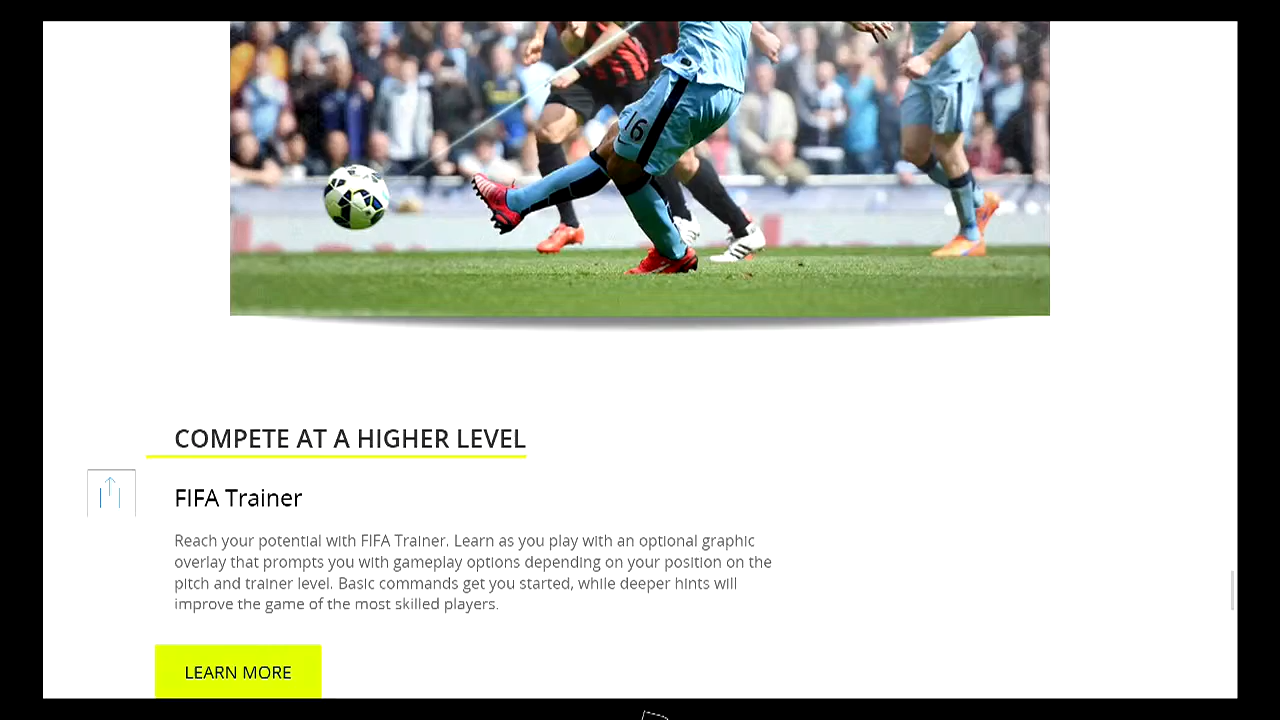 16
7
COMPETE AT A HIGHER LEVEL
FIFA Trainer
Reach your potential with FIFA Trainer. Learn as you play with an optional graphic
overlay that prompts you with gameplay options depending on your position on the
pitch and trainer level. Basic commands get you started, while deeper hints will
improve the game of the most skilled players.
LEARN MORE